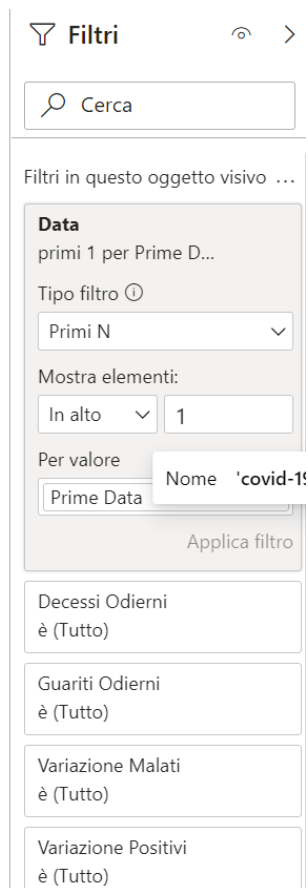 Filtri
Cerca
Filtri in questo oggetto visivo ...
Data
primi 1 per Prime D...
Tipo filtro
Primi N
Mostra elementi:
In alto
1
Per valore
Nome 'covid-19
Prime Data
Applica filtro
Decessi Odierni
è (Tutto)
Guariti Odierni
è (Tutto)
Variazione Malati
è (Tutto)
Variazione Positivi
è (Tutto)